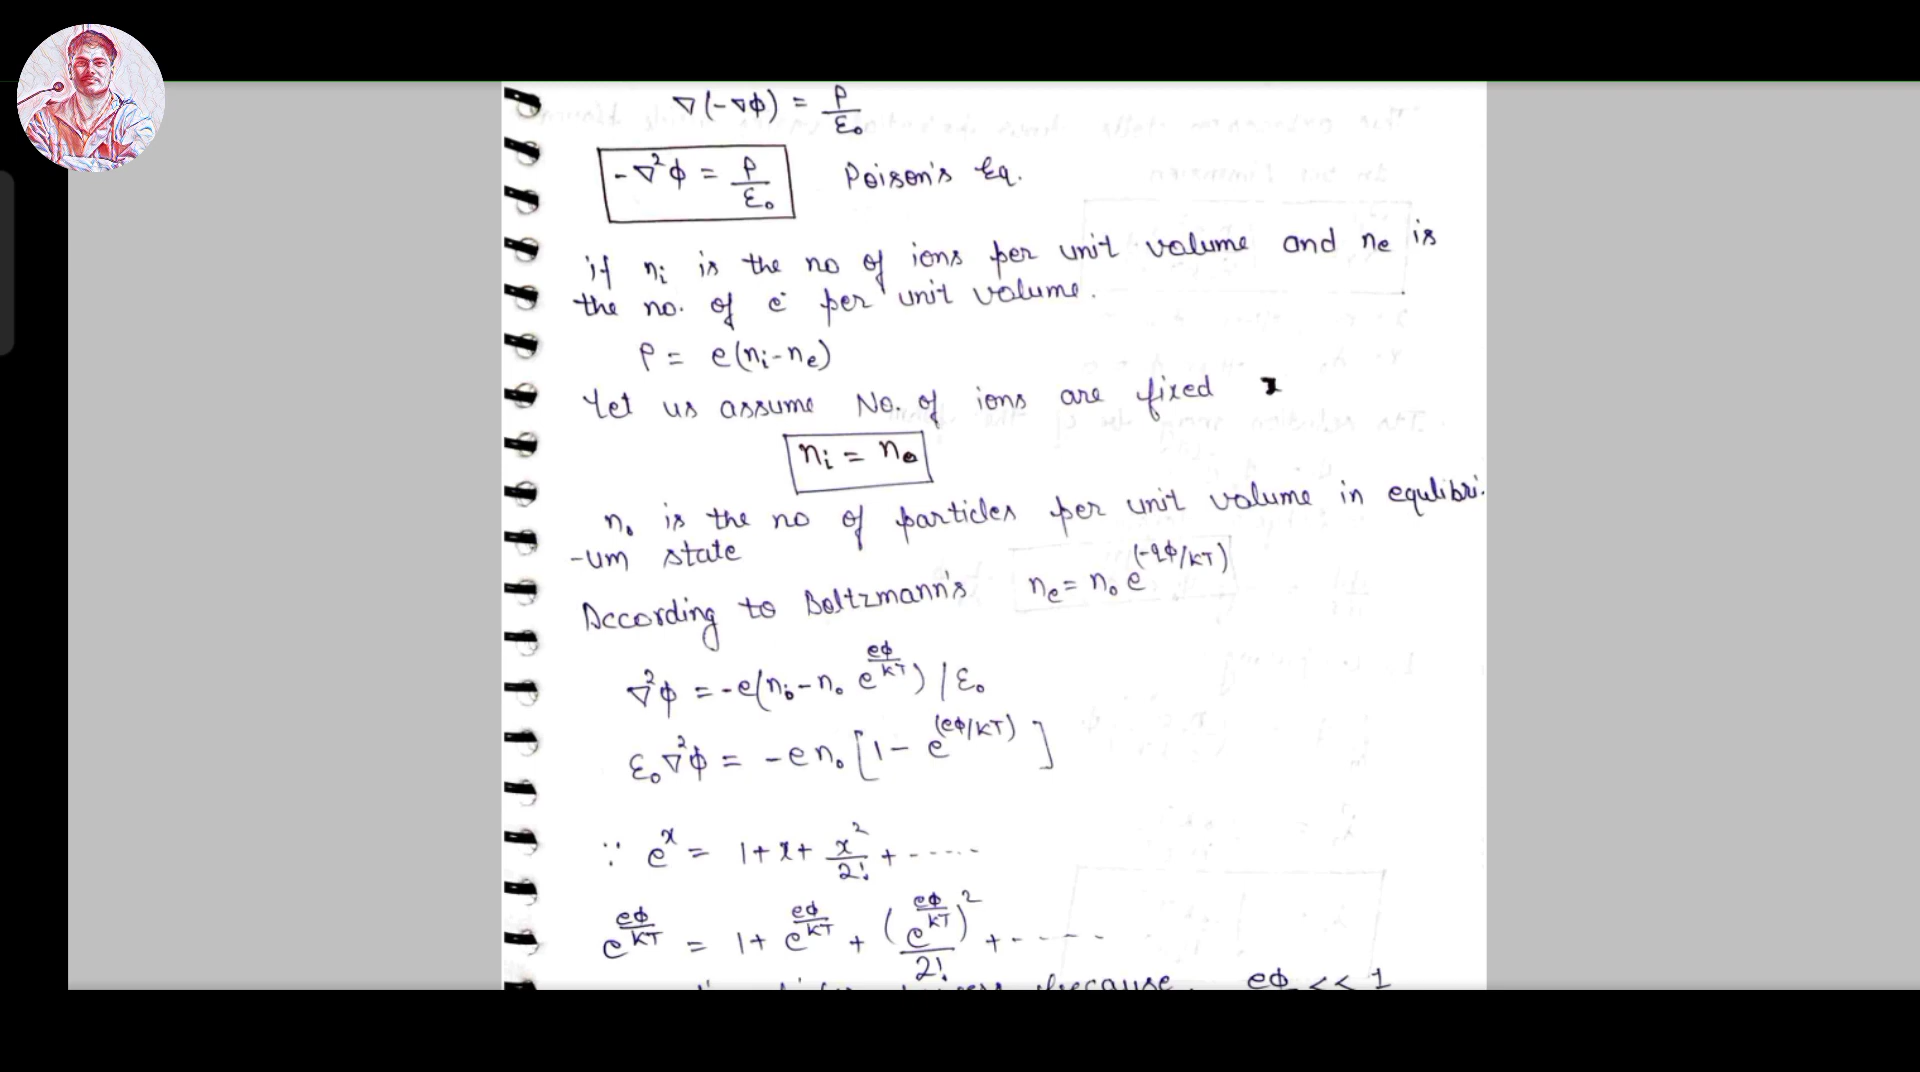 ∇(-∇ϕ) = ρ/ε₀
-∇²ϕ = ρ/ε₀ Poison's Eq.
if nᵢ is the no of ions per unit volume and nₑ is
the no. of e⁻ per unit volume.
ρ = e(nᵢ-nₑ)
Let us assume No. of ions are fixed
nᵢ = n₀
n₀ is the no of particles per unit volume in equlibri-
-um state
According to Boltzmann's nₑ = n₀ e^(-qϕ/KT)
∇²ϕ = -e(n₀-n₀ e^(eϕ/KT)) / ε₀
ε₀∇²ϕ = -en₀ [1- e^(eϕ/KT)]
∵ eˣ = 1+x+ x²/2! + ......
e^(eϕ/KT) = 1+ e^(eϕ/KT) + (e^(eϕ/KT))²/2! + .....
because eϕ << 1